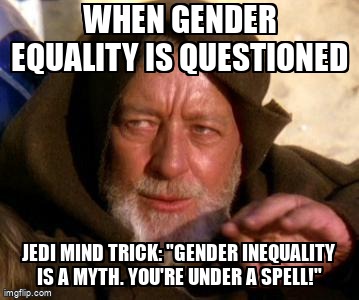 WHEN GENDER
EQUALITY IS QUESTIONED
JEDI MIND TRICK: "GENDER INEQUALITY
IS A MYTH. YOU'RE UNDER A SPELL!"
imgflip.com